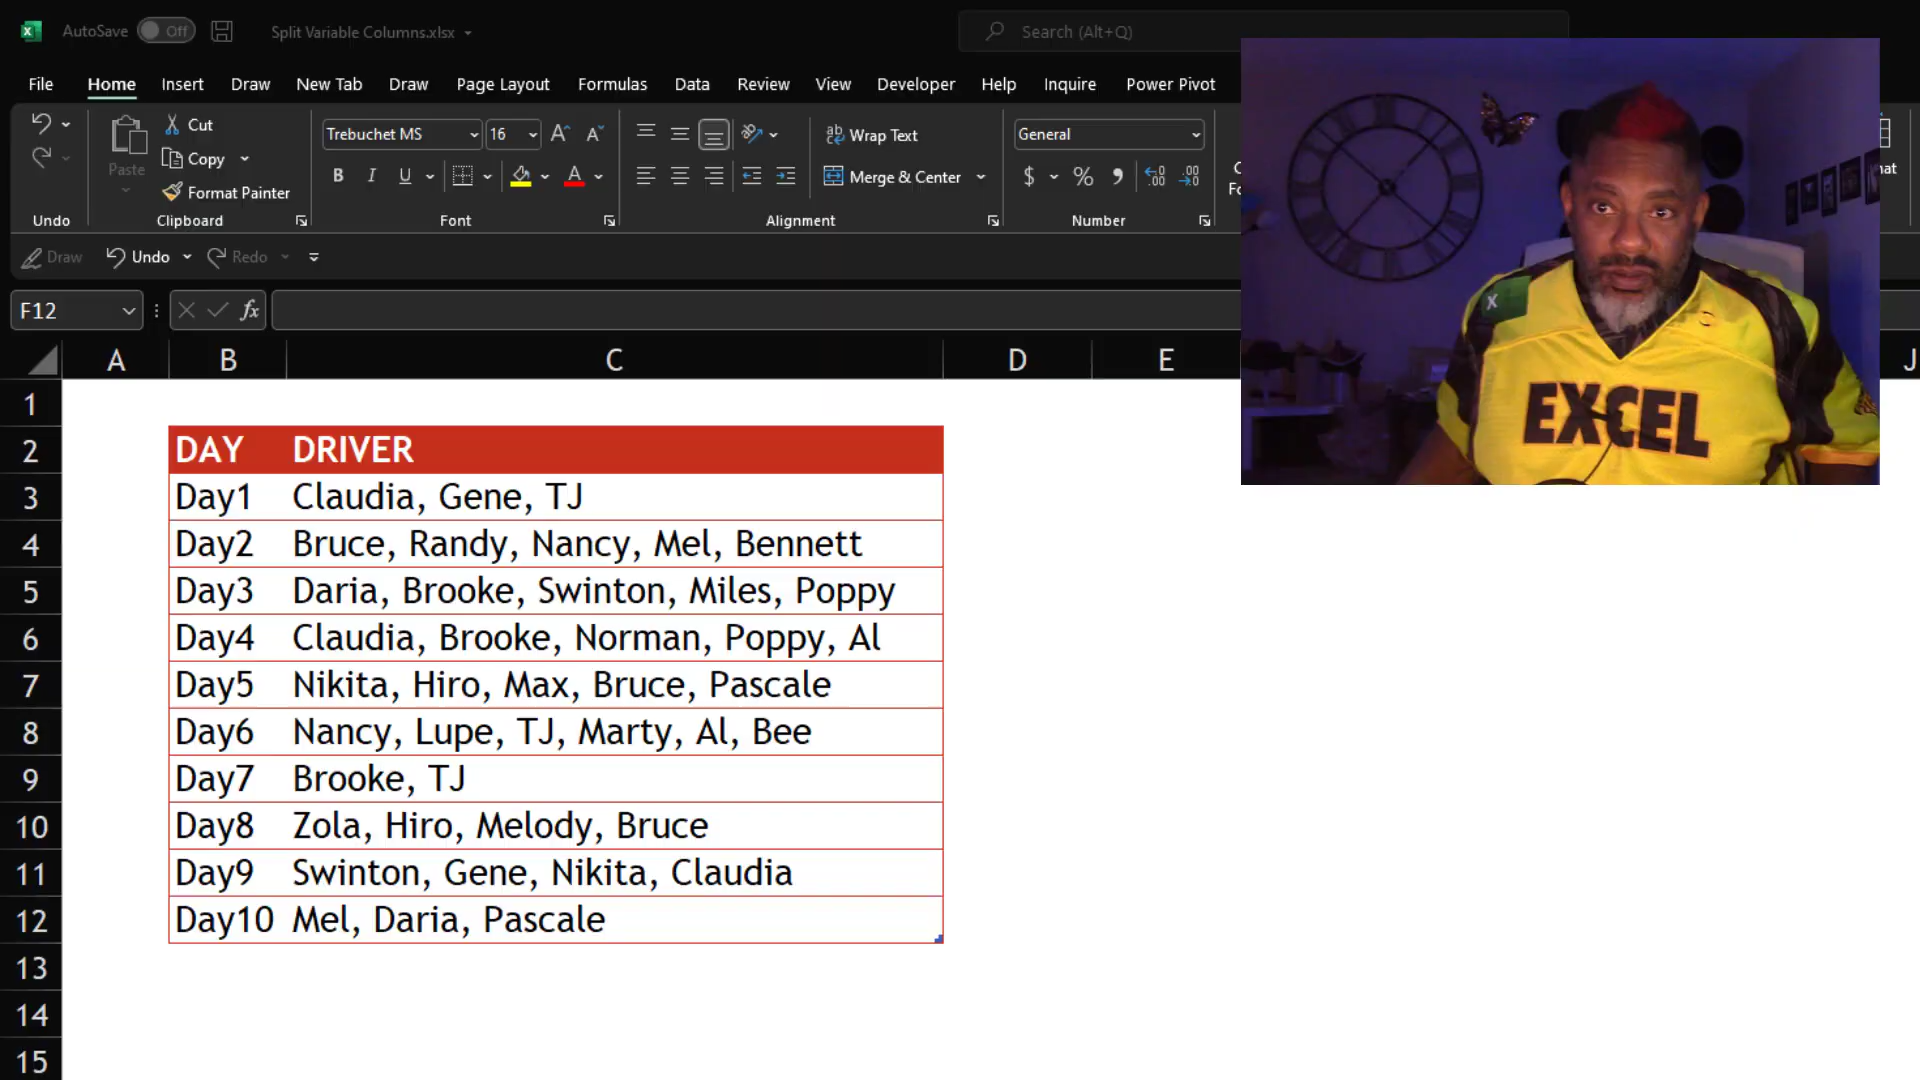 AutoSave Off Split Variable Columns.xlsx Search (Alt+Q)
File Home Insert Draw New Tab Draw Page Layout Formulas Data Review View Developer Help Inquire Power Pivot
Paste
Cut
Copy
Format Painter
Trebuchet MS 16
B I U
Wrap Text
Merge & Center
General
$ %
Undo Clipboard Font Alignment Number
Draw Undo Redo
F12 fx
A B C D E J
1
2 DAY DRIVER
3 Day1 Claudia, Gene, TJ
4 Day2 Bruce, Randy, Nancy, Mel, Bennett
5 Day3 Daria, Brooke, Swinton, Miles, Poppy
6 Day4 Claudia, Brooke, Norman, Poppy, Al
7 Day5 Nikita, Hiro, Max, Bruce, Pascale
8 Day6 Nancy, Lupe, TJ, Marty, Al, Bee
9 Day7 Brooke, TJ
10 Day8 Zola, Hiro, Melody, Bruce
11 Day9 Swinton, Gene, Nikita, Claudia
12 Day10 Mel, Daria, Pascale
13
14
15
X
EXCEL